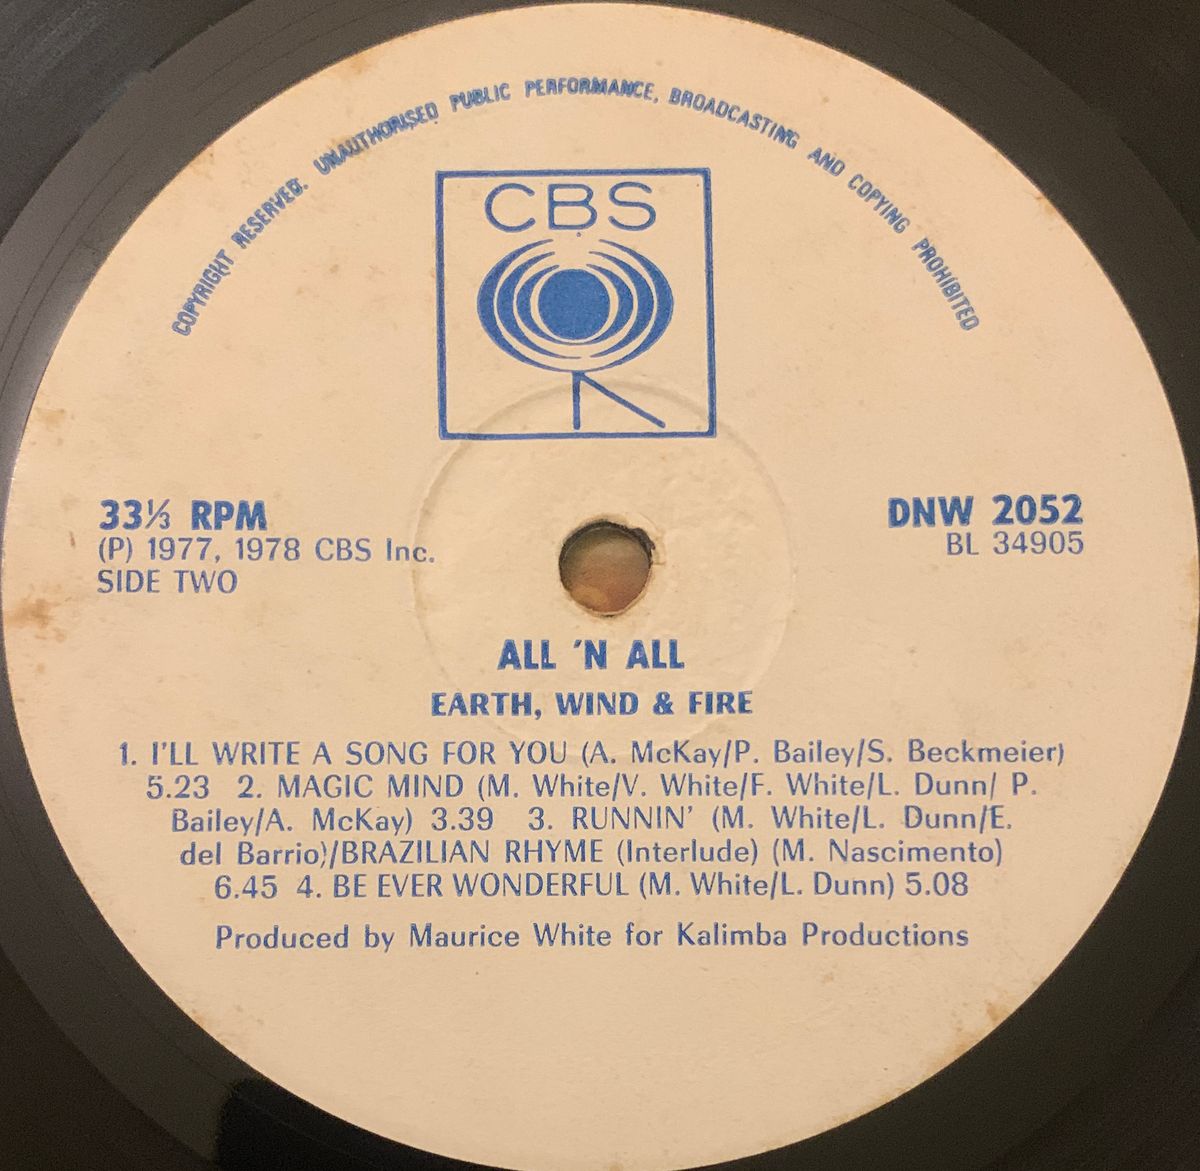 COPYRIGHT RESERVED. UNAUTHORISED PUBLIC PERFORMANCE, BROADCASTING AND COPYING PROHIBITED
CBS
33⅓ RPM
(P) 1977, 1978 CBS Inc.
SIDE TWO
DNW 2052
BL 34905
ALL 'N ALL
EARTH, WIND & FIRE
1. I'LL WRITE A SONG FOR YOU (A. McKay/P. Bailey/S. Beckmeier)
5.23 2. MAGIC MIND (M. White/V. White/F. White/L. Dunn/ P.
Bailey/A. McKay) 3.39 3. RUNNIN' (M. White/L. Dunn/E.
del Barrio)/BRAZILIAN RHYME (Interlude) (M. Nascimento)
6.45 4. BE EVER WONDERFUL (M. White/L. Dunn) 5.08
Produced by Maurice White for Kalimba Productions